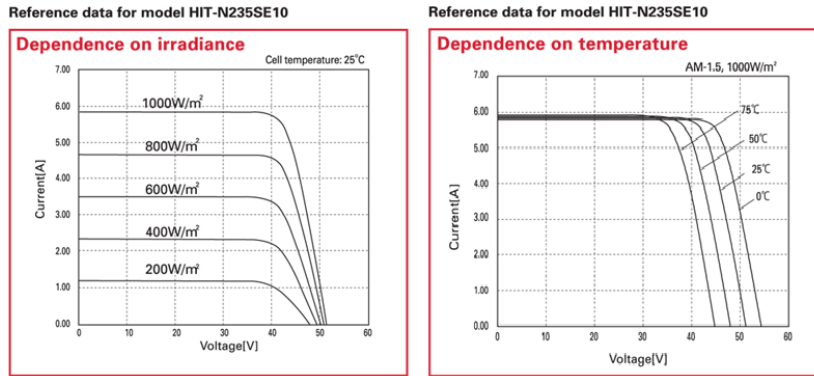 Reference data for model HIT-N235SE10
Dependence on irradiance
Cell temperature: 25°C
7.00
6.00
5.00
4.00
3.00
2.00
1.00
0.00
1000W/m²
800W/m²
600W/m²
400W/m²
200W/m²
Current[A]
0
10
20
30
40
50
60
Voltage[V]
Reference data for model HIT-N235SE10
Dependence on temperature
AM-1.5, 1000W/m²
7.00
6.00
5.00
4.00
3.00
2.00
1.00
0.00
75℃
50℃
25℃
0℃
Current[A]
0
10
20
30
40
50
60
Voltage[V]